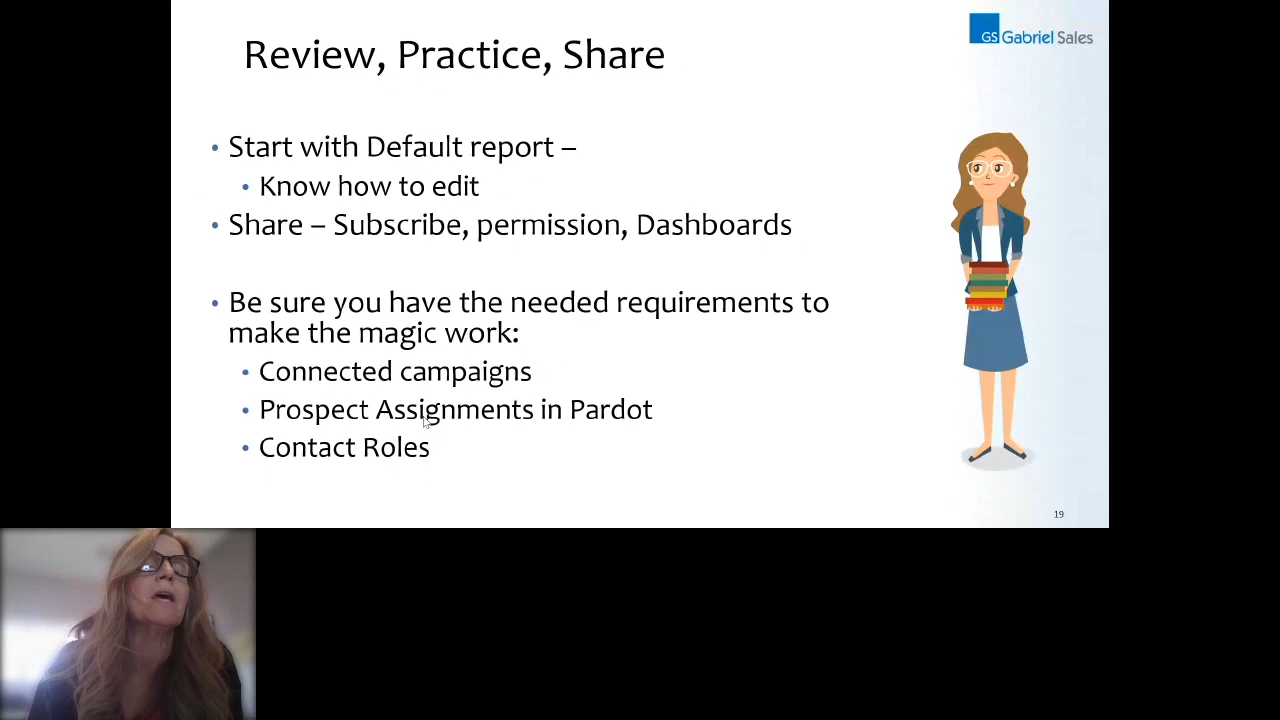 Review, Practice, Share
GS Gabriel Sales
• Start with Default report –
• Know how to edit
• Share – Subscribe, permission, Dashboards
• Be sure you have the needed requirements to
make the magic work:
• Connected campaigns
• Prospect Assignments in Pardot
• Contact Roles
19